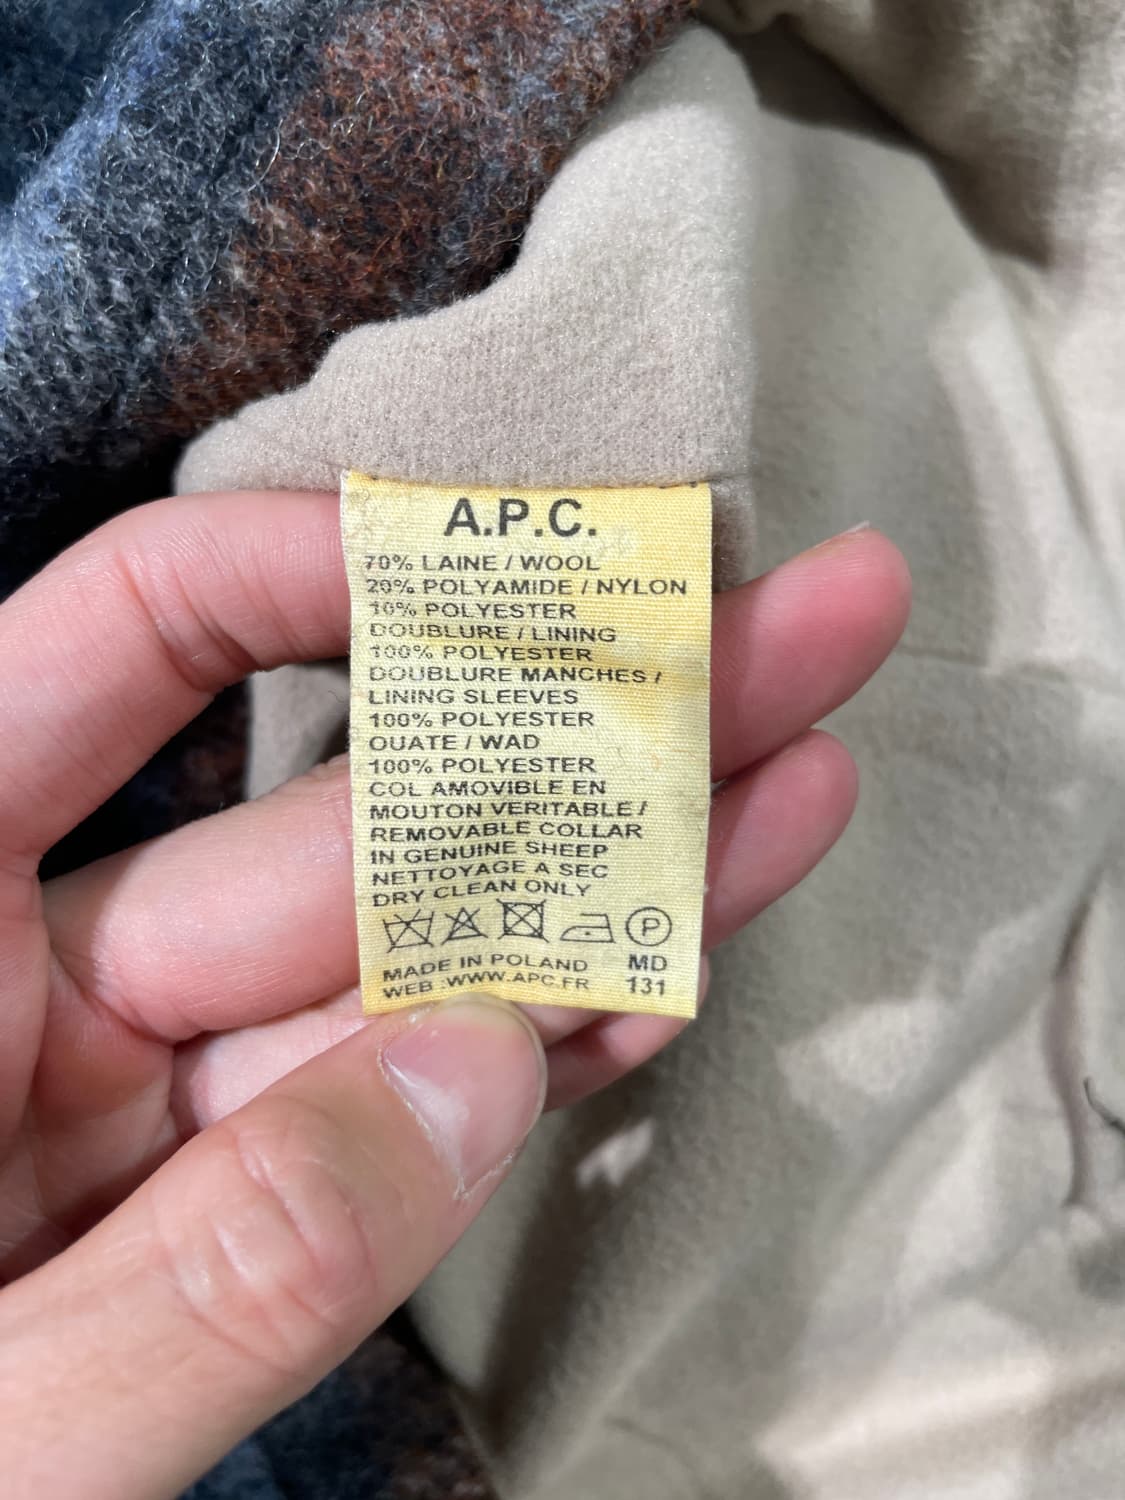 A.P.C.
70% LAINE / WOOL
20% POLYAMIDE / NYLON
10% POLYESTER
DOUBLURE / LINING
100% POLYESTER
DOUBLURE MANCHES /
LINING SLEEVES
100% POLYESTER
OUATE / WAD
100% POLYESTER
COL AMOVIBLE EN
MOUTON VERITABLE /
REMOVABLE COLLAR
IN GENUINE SHEEP
NETTOYAGE A SEC
DRY CLEAN ONLY
P
MADE IN POLAND MD
WEB :WWW.APC.FR 131